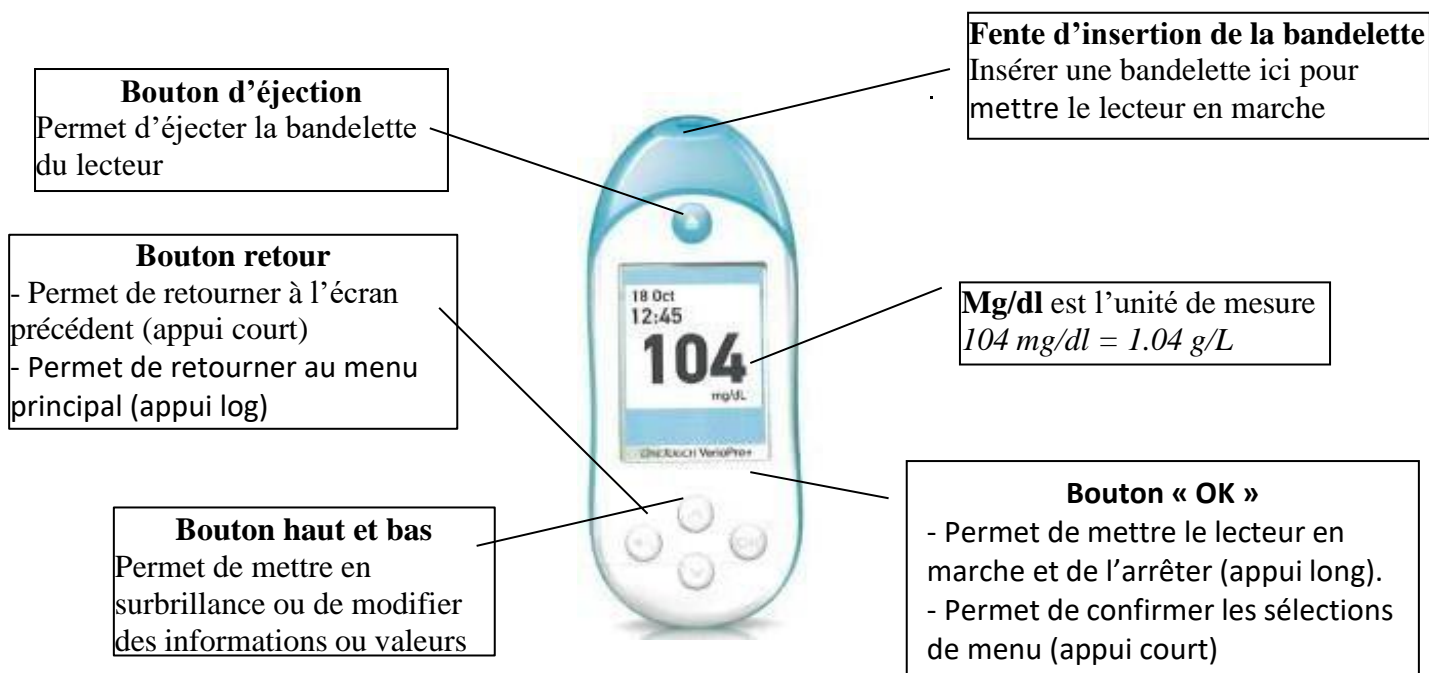 Fente d’insertion de la bandelette
Insérer une bandelette ici pour
mettre le lecteur en marche
.
Bouton d’éjection
Permet d’éjecter la bandelette
du lecteur
Bouton retour
- Permet de retourner à l’écran
précédent (appui court)
- Permet de retourner au menu
principal (appui log)
18 Oct
12:45
104
mg/dL
ONETOUCH VerioPro+
Mg/dl est l’unité de mesure
104 mg/dl = 1.04 g/L
Bouton haut et bas
Permet de mettre en
surbrillance ou de modifier
des informations ou valeurs
OK
Bouton « OK »
- Permet de mettre le lecteur en
marche et de l’arrêter (appui long).
- Permet de confirmer les sélections
de menu (appui court)